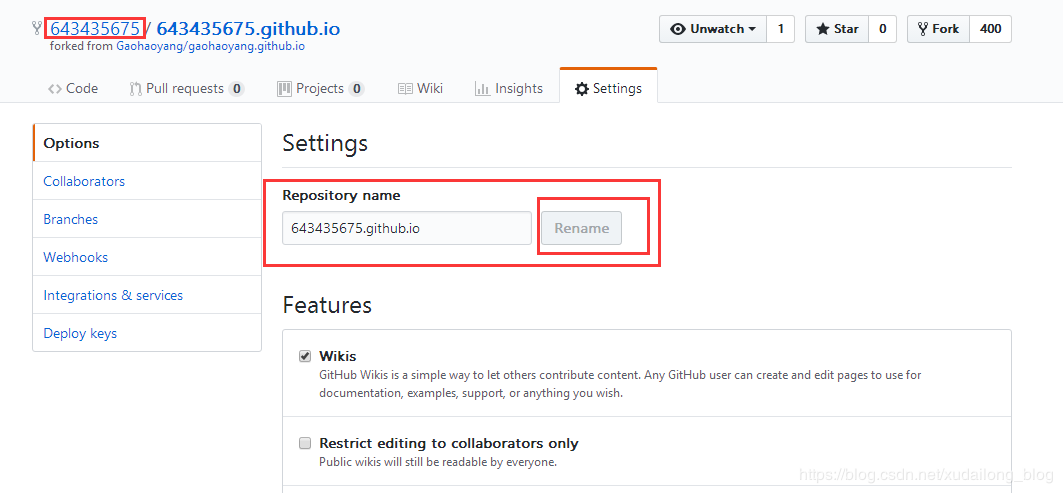 643435675 / 643435675.github.io
Unwatch 1 Star 0 Fork 400
forked from Gaohaoyang/gaohaoyang.github.io
Code Pull requests 0 Projects 0 Wiki Insights Settings
Options
Collaborators
Branches
Webhooks
Integrations & services
Deploy keys
Settings
Repository name
643435675.github.io Rename
Features
Wikis
GitHub Wikis is a simple way to let others contribute content. Any GitHub user can create and edit pages to use for
documentation, examples, support, or anything you wish.
Restrict editing to collaborators only
Public wikis will still be readable by everyone.
https://blog.csdn.net/xudailong_blog